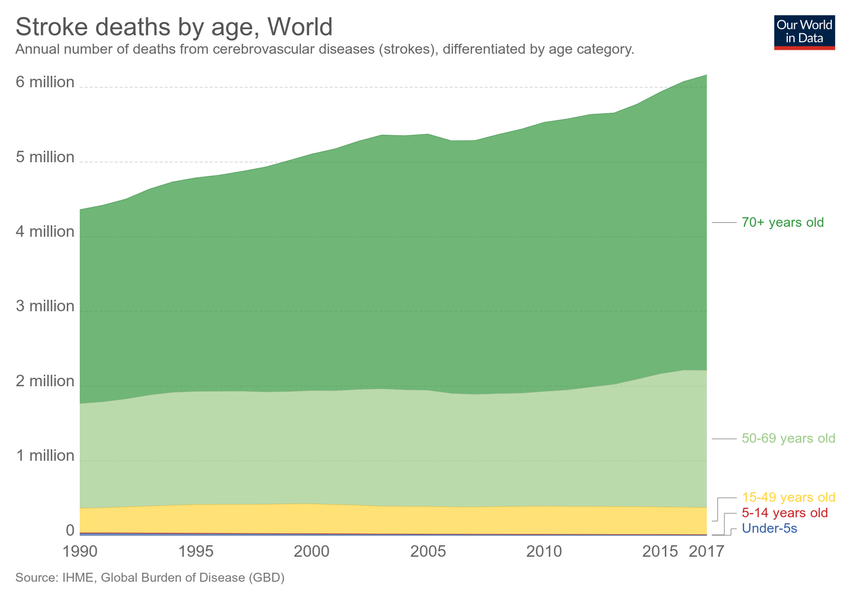 Stroke deaths by age, World
Our World
in Data
Annual number of deaths from cerebrovascular diseases (strokes), differentiated by age category.
6 million
5 million
4 million
3 million
2 million
1 million
0
70+ years old
50-69 years old
15-49 years old
5-14 years old
Under-5s
1990 1995 2000 2005 2010 2015 2017
Source: IHME, Global Burden of Disease (GBD)